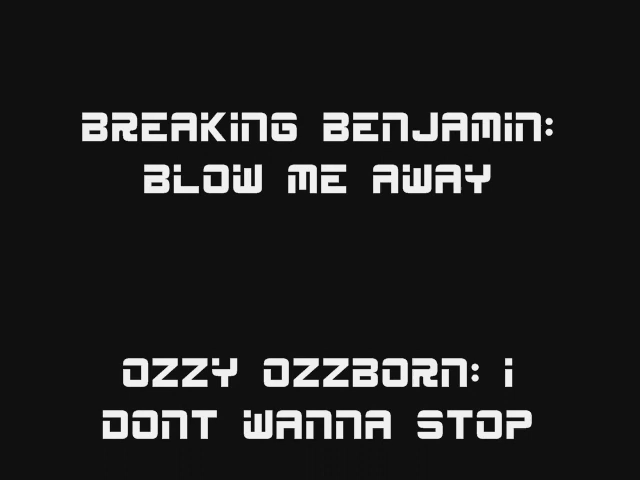 BREAKING BENJAMIN:
BLOW ME AWAY
OZZY OZZBORN: I
DONT WANNA STOP